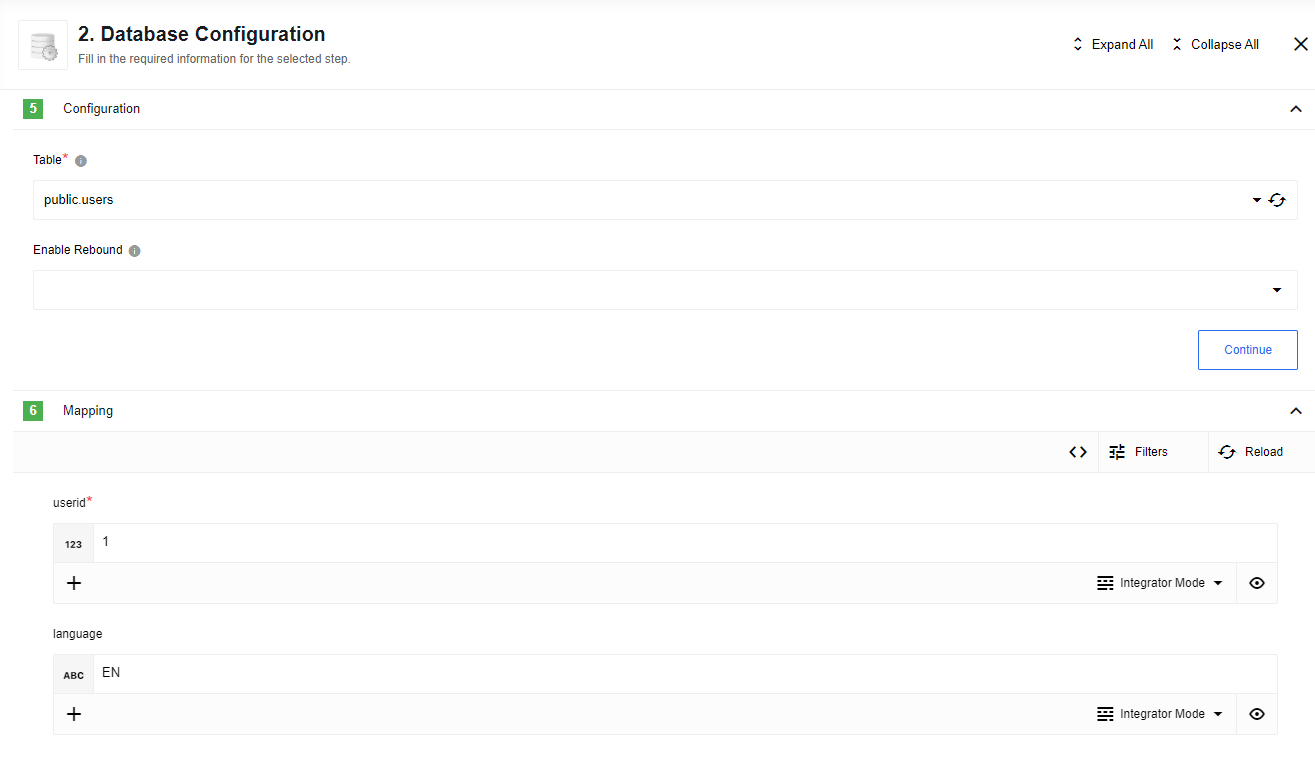 2. Database Configuration
Fill in the required information for the selected step.
Expand All
Collapse All
5 Configuration
Table*
public.users
Enable Rebound
Continue
6 Mapping
Filters
Reload
userid*
123 1
Integrator Mode
language
ABC EN
Integrator Mode